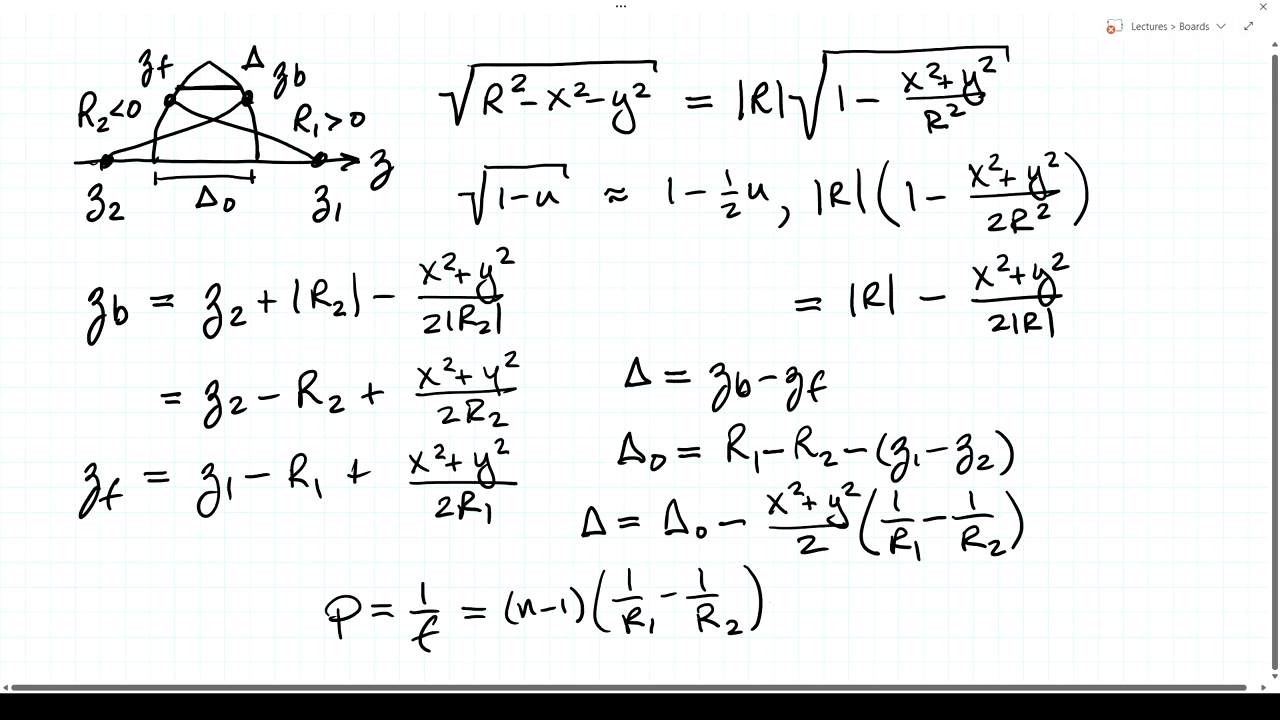 ...
Lectures > Boards
zf Δ zb
R₂<0 R₁>0
z
z₂ Δ₀ z₁
√(R²-x²-y²) = |R|√(1 - (x²+y²)/R²)
√(1-u) ≈ 1 - ½u, |R|(1 - (x²+y²)/(2R²))
= |R| - (x²+y²)/(2|R|)
zb = z₂ + |R₂| - (x²+y²)/(2|R₂|)
= z₂ - R₂ + (x²+y²)/(2R₂)
zf = z₁ - R₁ + (x²+y²)/(2R₁)
Δ = zb - zf
Δ₀ = R₁ - R₂ - (z₁ - z₂)
Δ = Δ₀ - (x²+y²)/2 (1/R₁ - 1/R₂)
P = 1/f = (n-1)(1/R₁ - 1/R₂)